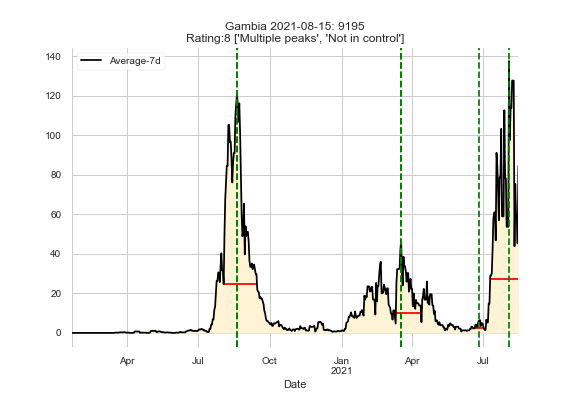 Gambia 2021-08-15: 9195
Rating:8 ['Multiple peaks', 'Not in control']
Average-7d
140
120
100
80
60
40
20
0
Apr Jul Oct Jan Apr Jul
2021
Date